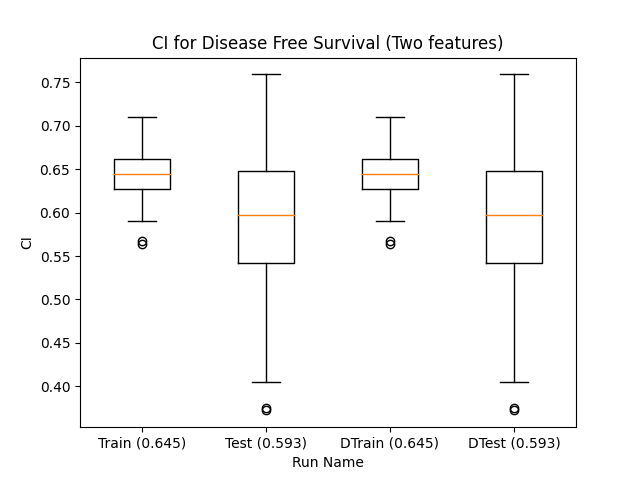 CI for Disease Free Survival (Two features)
CI
0.75
0.70
0.65
0.60
0.55
0.50
0.45
0.40
Train (0.645) Test (0.593) DTrain (0.645) DTest (0.593)
Run Name